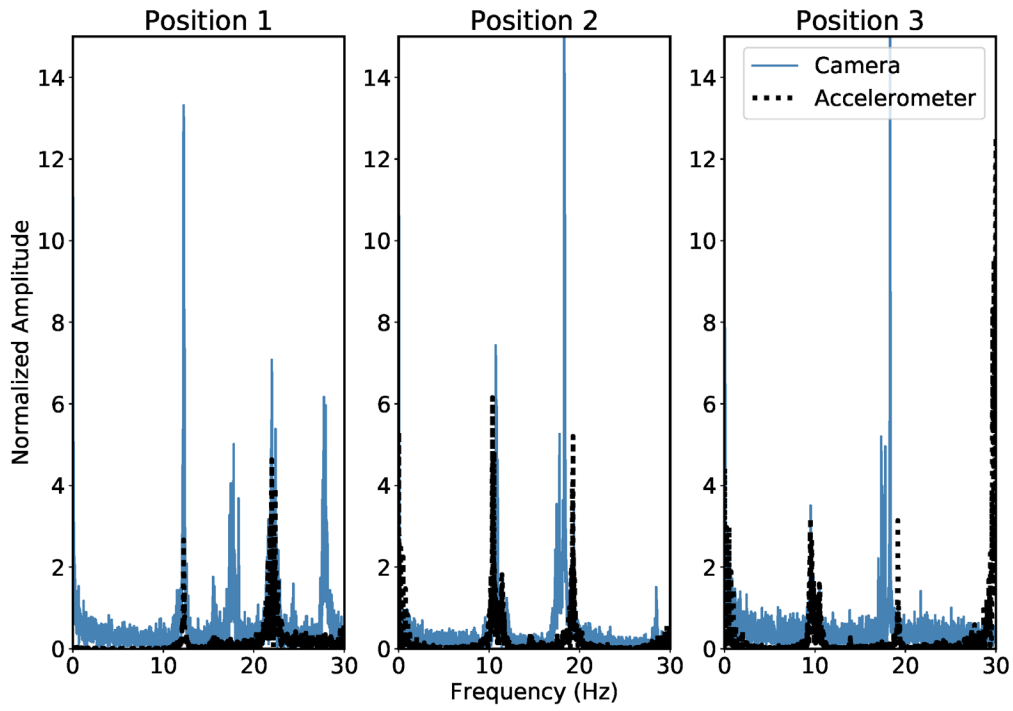 Position 1
Position 2
Position 3
Camera
Accelerometer
Normalized Amplitude
14
12
10
8
6
4
2
0
0 10 20 30
14
12
10
8
6
4
2
0
0 10 20 30
14
12
10
8
6
4
2
0
0 10 20 30
Frequency (Hz)